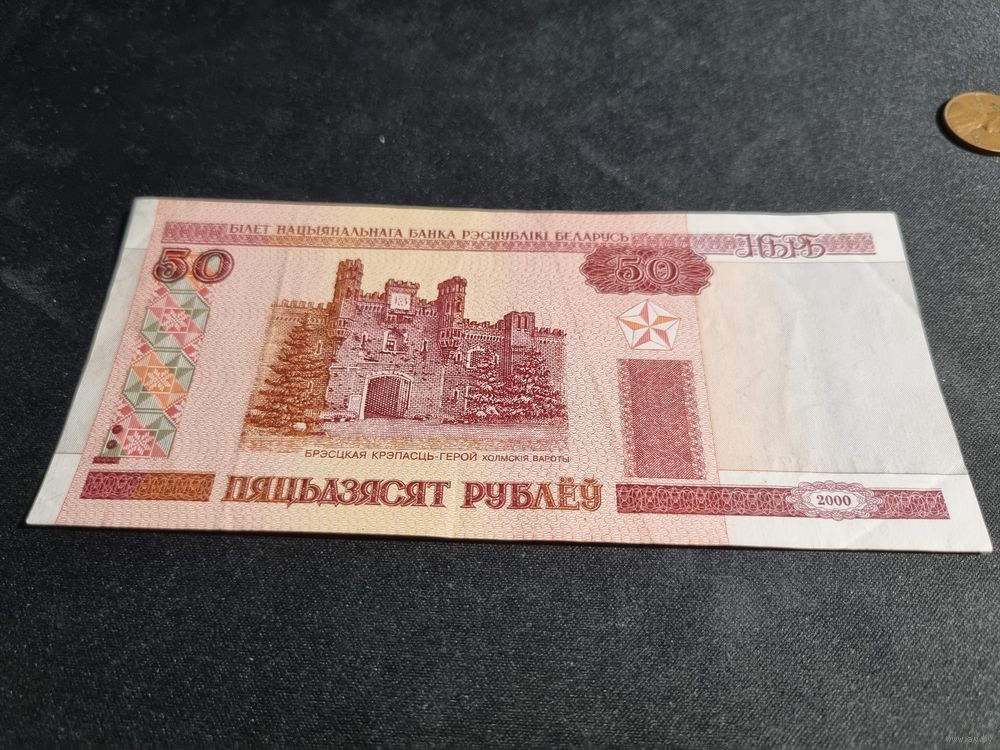 БІЛЕТ НАЦЫЯНАЛЬНАГА БАНКА РЭСПУБЛІКІ БЕЛАРУСЬ
НБРБ
50
50
БРЭСЦКАЯ КРЭПАСЦЬ-ГЕРОЙ ХОЛМСКІЯ ВАРОТЫ
ПЯЦЬДЗЯСЯТ РУБЛЁЎ
2000